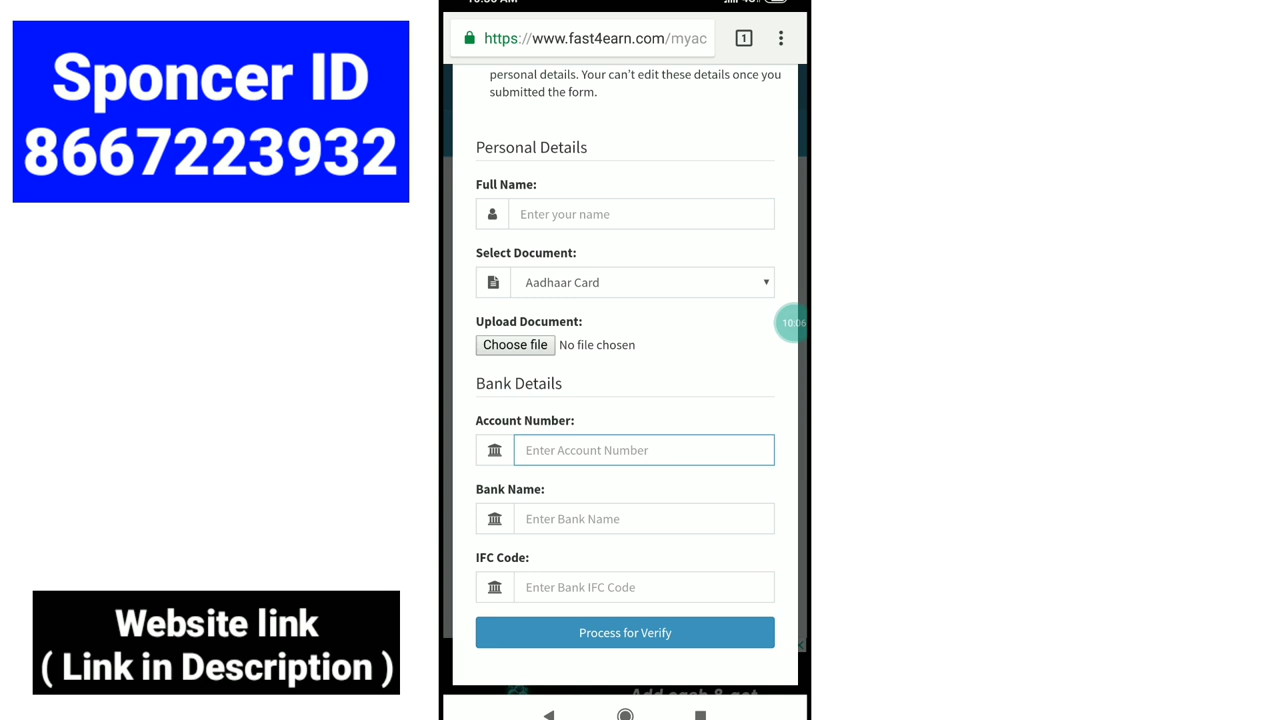 Sponcer ID
8667223932
https://www.fast4earn.com/myac
1
personal details. Your can't edit these details once you
submitted the form.
Personal Details
Full Name:
Enter your name
Select Document:
Aadhaar Card
10:06
Upload Document:
Choose file No file chosen
Bank Details
Account Number:
Enter Account Number
Bank Name:
Enter Bank Name
IFC Code:
Enter Bank IFC Code
Process for Verify
Website link
( Link in Description )